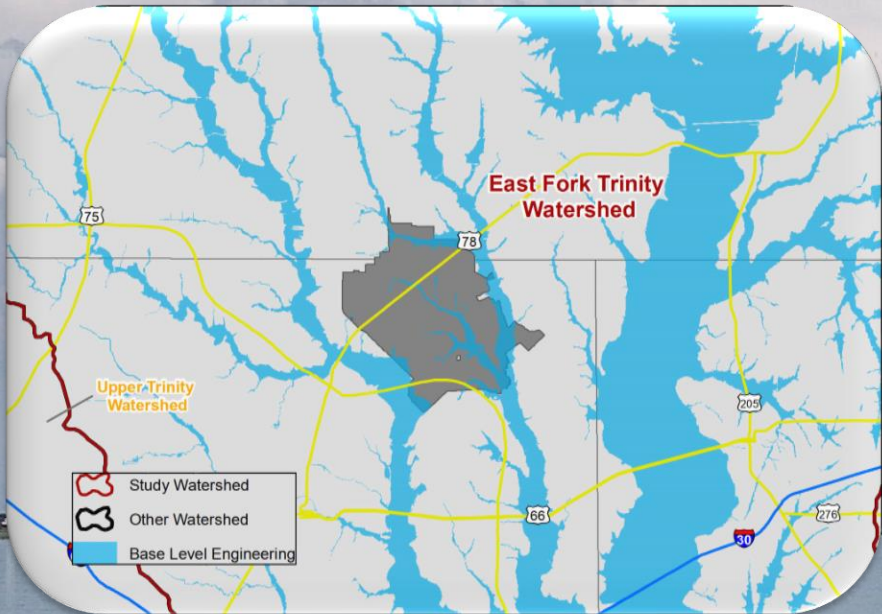 East Fork Trinity
Watershed
75
78
Upper Trinity
Watershed
205
66
276
30
Study Watershed
Other Watershed
Base Level Engineering